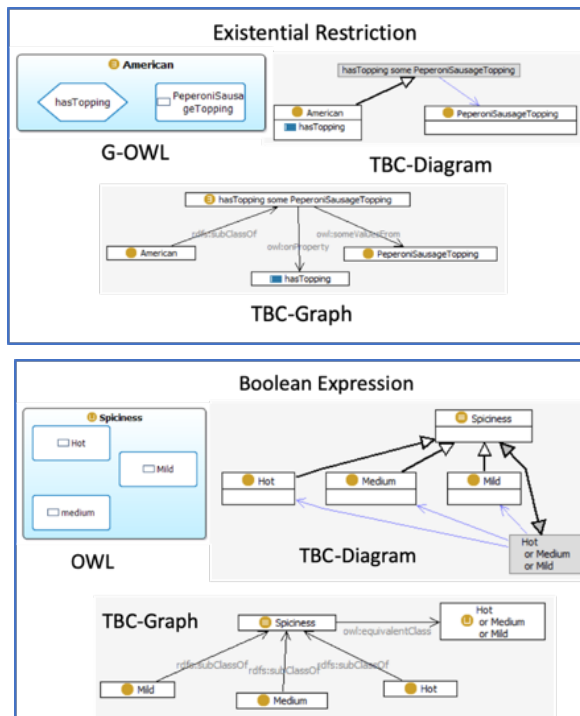 Existential Restriction
American
hasTopping
PeperoniSausa
geTopping
G-OWL
hasTopping some PeperoniSausageTopping
American
hasTopping
PeperoniSausageTopping
TBC-Diagram
hasTopping some PeperoniSausageTopping
rdfs:subClassOf
owl:someValuesFrom
owl:onProperty
American
PeperoniSausageTopping
hasTopping
TBC-Graph
Boolean Expression
Spiciness
Hot
Mild
medium
OWL
Spiciness
Hot
Medium
Mild
Hot
or Medium
or Mild
TBC-Diagram
TBC-Graph
Spiciness
owl:equivalentClass
Hot
or Medium
or Mild
rdfs:subClassOf
rdfs:subClassOf
rdfs:subClassOf
Mild
Medium
Hot